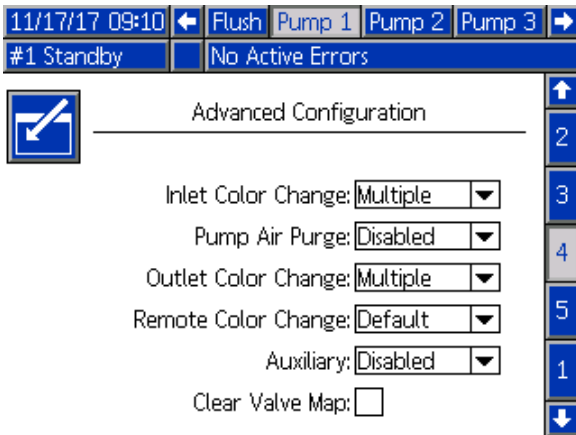 11/17/17 09:10 Flush Pump 1 Pump 2 Pump 3
#1 Standby No Active Errors
Advanced Configuration
2
Inlet Color Change: Multiple
3
Pump Air Purge: Disabled
4
Outlet Color Change: Multiple
Remote Color Change: Default
5
Auxiliary: Disabled
1
Clear Valve Map: